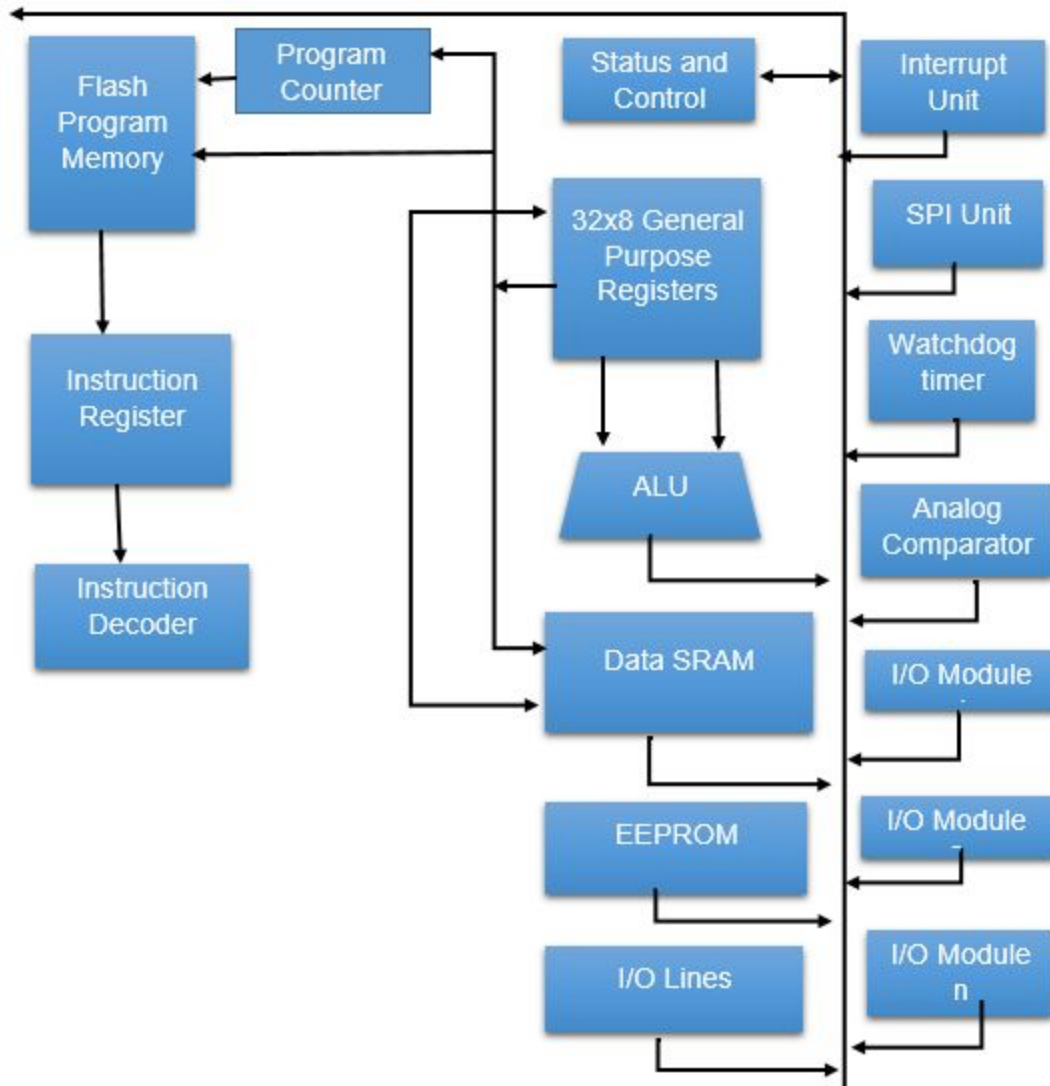 Flash
Program
Memory
Program
Counter
Status and
Control
Interrupt
Unit
32x8 General
Purpose
Registers
SPI Unit
Instruction
Register
Watchdog
timer
ALU
Analog
Comparator
Instruction
Decoder
Data SRAM
I/O Module
EEPROM
I/O Module
I/O Lines
I/O Module
n